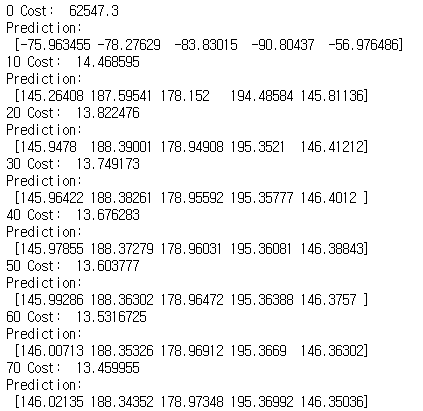 0 Cost:  62547.3
Prediction:
 [-75.963455 -78.27629  -83.83015  -90.80437  -56.976486]
10 Cost:  14.468595
Prediction:
 [145.26408 187.59541 178.152   194.48584 145.81136]
20 Cost:  13.822476
Prediction:
 [145.9478  188.39001 178.94908 195.3521  146.41212]
30 Cost:  13.749173
Prediction:
 [145.96422 188.38261 178.95592 195.35777 146.4012 ]
40 Cost:  13.676283
Prediction:
 [145.97855 188.37279 178.96031 195.36081 146.38843]
50 Cost:  13.603777
Prediction:
 [145.99286 188.36302 178.96472 195.36388 146.3757 ]
60 Cost:  13.5316725
Prediction:
 [146.00713 188.35326 178.96912 195.3669  146.36302]
70 Cost:  13.459955
Prediction:
 [146.02135 188.34352 178.97348 195.36992 146.35036]